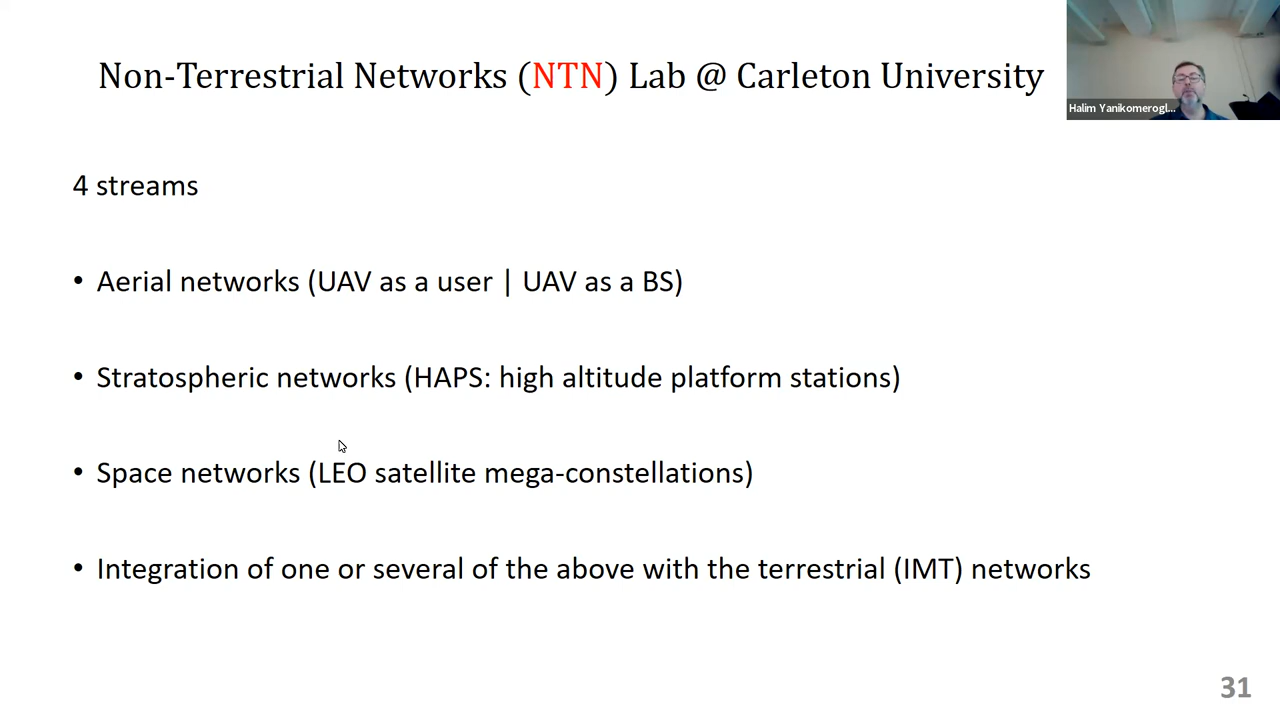 Non-Terrestrial Networks (NTN) Lab @ Carleton University
Halim Yanikomerogl...
4 streams
• Aerial networks (UAV as a user | UAV as a BS)
• Stratospheric networks (HAPS: high altitude platform stations)
• Space networks (LEO satellite mega-constellations)
• Integration of one or several of the above with the terrestrial (IMT) networks
31